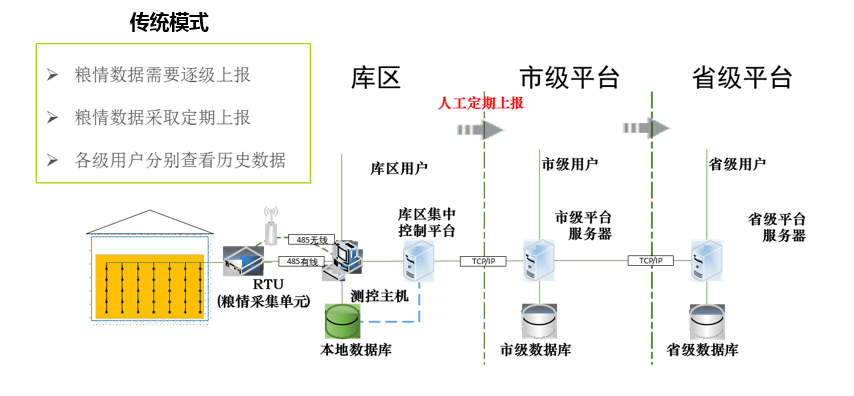 传统模式
粮情数据需要逐级上报
粮情数据采取定期上报
各级用户分别查看历史数据
库区
市级平台
省级平台
人工定期上报
库区用户
市级用户
省级用户
库区集中
控制平台
市级平台
服务器
省级平台
服务器
485无线
485有线
TCP/IP
TCP/IP
RTU
(粮情采集单元)
测控主机
本地数据库
市级数据库
省级数据库